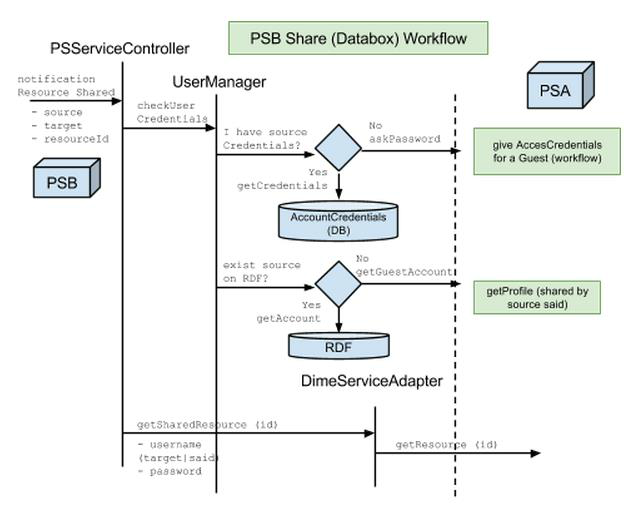 PSB Share (Databox) Workflow
PSServiceController
UserManager
PSA
notification
Resource Shared
- source
- target
- resourceId
PSB
checkUser
Credentials
I have source
Credentials?
No
askPassword
give AccesCredentials
for a Guest (workflow)
Yes
getCredentials
AccountCredentials
(DB)
exist source
on RDF?
No
getGuestAccount
getProfile (shared by
source said)
Yes
getAccount
RDF
DimeServiceAdapter
getSharedResource (id)
- username
(target|said)
- password
getResource (id)